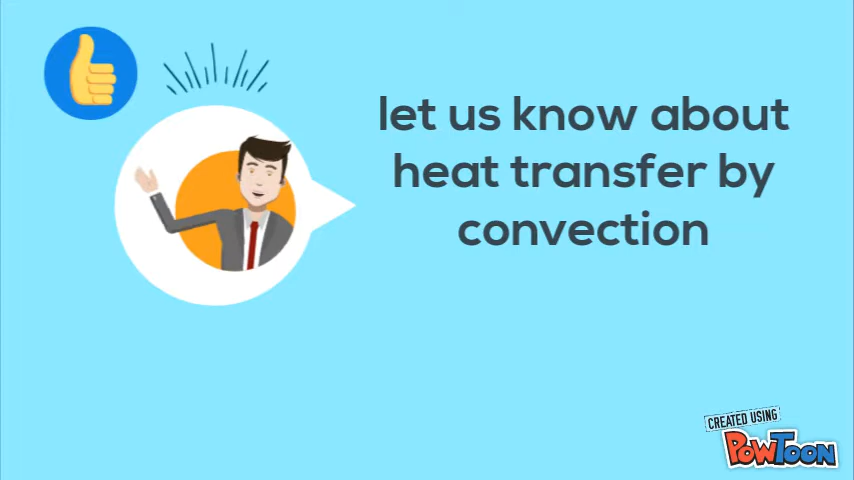 let us know about
heat transfer by
convection
CREATED USING
POWTOON